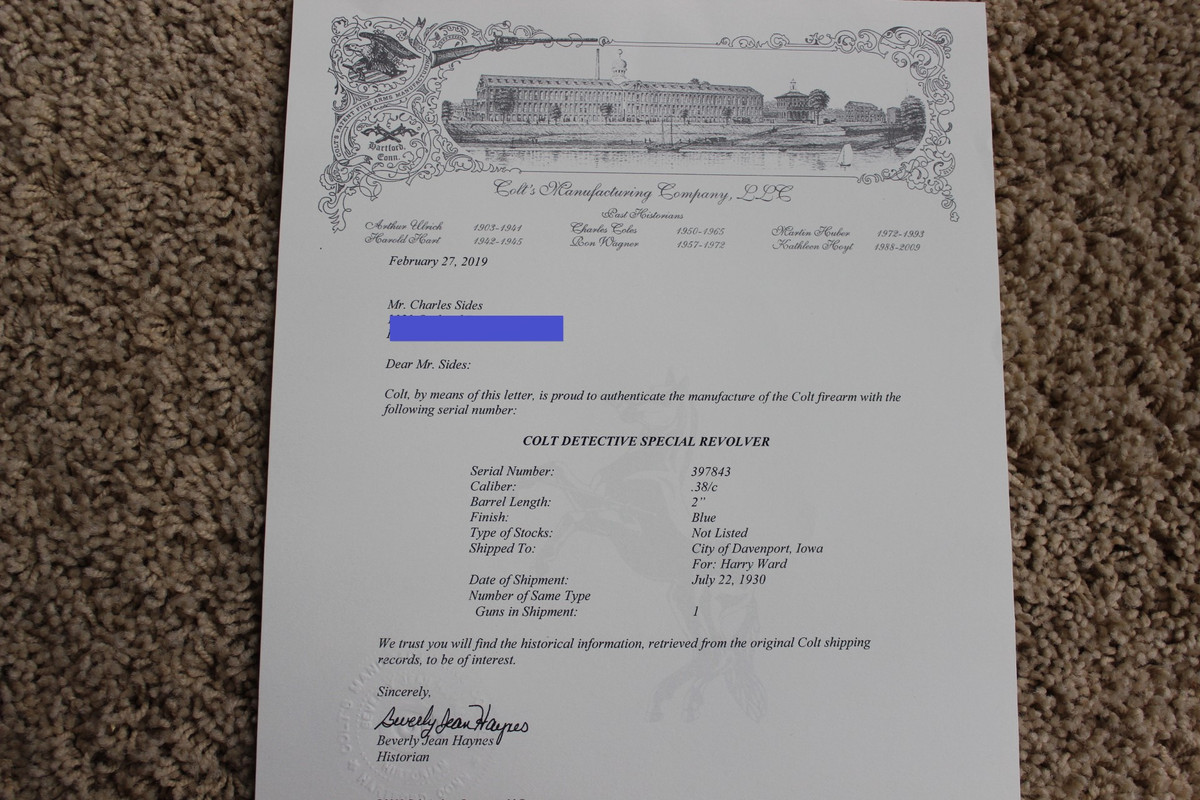 COLT'S PATENT FIRE ARMS MANUFACTURING
Hartford,
Conn.
Colt's Manufacturing Company, LLC
Past Historians
Arthur Ulrich 1903-1941 Charles Coles 1950-1965 Martin Huber 1972-1993
Harold Hart 1942-1945 Ron Wagner 1957-1972 Kathleen Hoyt 1988-2009
February 27, 2019
Mr. Charles Sides
Dear Mr. Sides:
Colt, by means of this letter, is proud to authenticate the manufacture of the Colt firearm with the
following serial number:
COLT DETECTIVE SPECIAL REVOLVER
Serial Number: 397843
Caliber: .38/c
Barrel Length: 2"
Finish: Blue
Type of Stocks: Not Listed
Shipped To: City of Davenport, Iowa
For: Harry Ward
Date of Shipment: July 22, 1930
Number of Same Type
Guns in Shipment: 1
We trust you will find the historical information, retrieved from the original Colt shipping
records, to be of interest.
Sincerely,
Beverly Jean Haynes
Beverly Jean Haynes
Historian